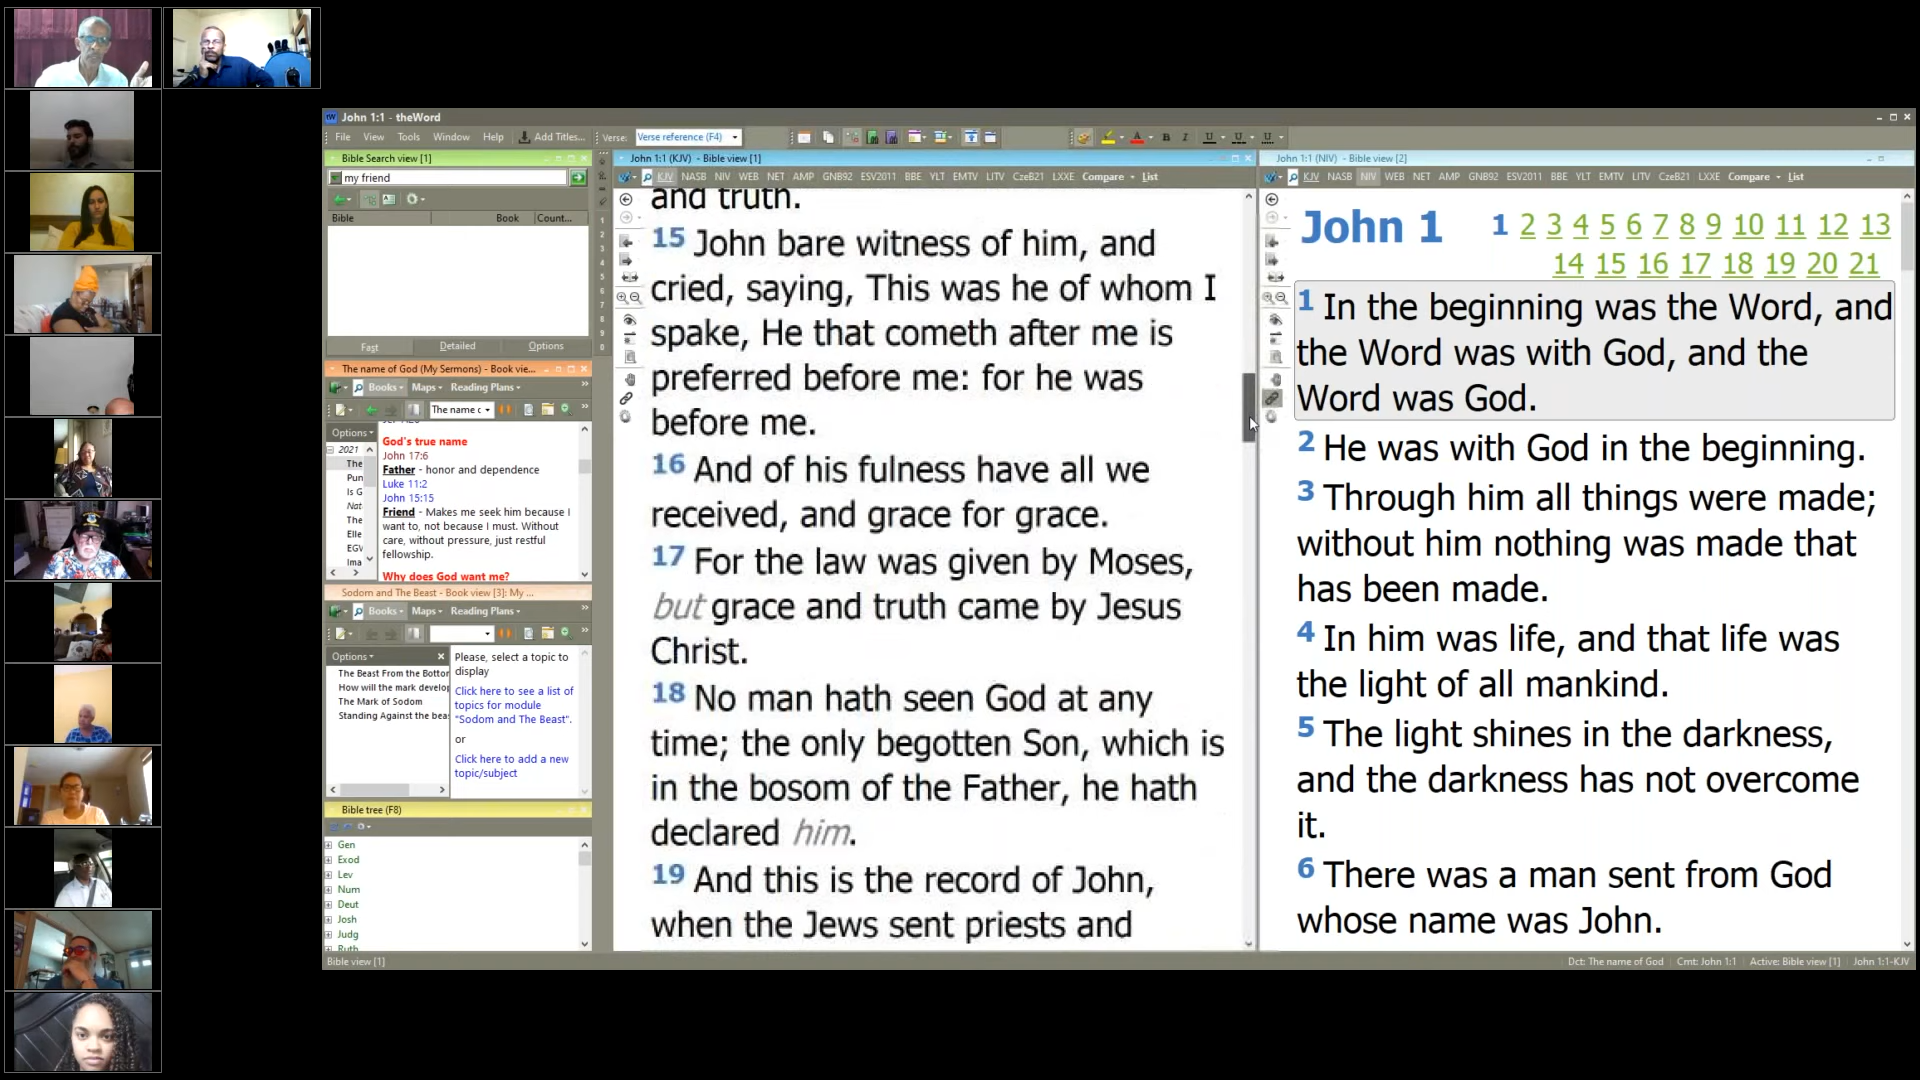 John 1:1 - theWord
File View Tools Window Help Add Titles... Verse: Verse reference (F4)
Bible Search view [1]
my friend
Bible Book Count...
Fast Detailed Options
The name of God (My Sermons) - Book vie...
Books Maps Reading Plans
The name c
Options
2021
The
Pun
Is G
Nat
The
Elle
EGV
Ima
God's true name
John 17:6
Father - honor and dependence
Luke 11:2
John 15:15
Friend - Makes me seek him because I
want to, not because I must. Without
care, without pressure, just restful
fellowship.
Why does God want me?
Sodom and The Beast - Book view [3]: My ...
Books Maps Reading Plans
Options
The Beast From the Bottor
How will the mark develop
The Mark of Sodom
Standing Against the beas
Please, select a topic to
display
Click here to see a list of
topics for module
"Sodom and The Beast".
or
Click here to add a new
topic/subject
Bible tree (F8)
Gen
Exod
Lev
Num
Deut
Josh
Judg
Ruth
Bible view [1]
John 1:1 (KJV) - Bible view [1]
KJV NASB NIV WEB NET AMP GNB92 ESV2011 BBE YLT EMTV LITV CzeB21 LXXE Compare List
and truth.
15 John bare witness of him, and
cried, saying, This was he of whom I
spake, He that cometh after me is
preferred before me: for he was
before me.
16 And of his fulness have all we
received, and grace for grace.
17 For the law was given by Moses,
but grace and truth came by Jesus
Christ.
18 No man hath seen God at any
time; the only begotten Son, which is
in the bosom of the Father, he hath
declared him.
19 And this is the record of John,
when the Jews sent priests and
John 1:1 (NIV) - Bible view [2]
KJV NASB NIV WEB NET AMP GNB92 ESV2011 BBE YLT EMTV LITV CzeB21 LXXE Compare List
John 1 1 2 3 4 5 6 7 8 9 10 11 12 13
14 15 16 17 18 19 20 21
1 In the beginning was the Word, and
the Word was with God, and the
Word was God.
2 He was with God in the beginning.
3 Through him all things were made;
without him nothing was made that
has been made.
4 In him was life, and that life was
the light of all mankind.
5 The light shines in the darkness,
and the darkness has not overcome
it.
6 There was a man sent from God
whose name was John.
Dct: The name of God Cmt: John 1:1 Active: Bible view [1] John 1:1-KJV